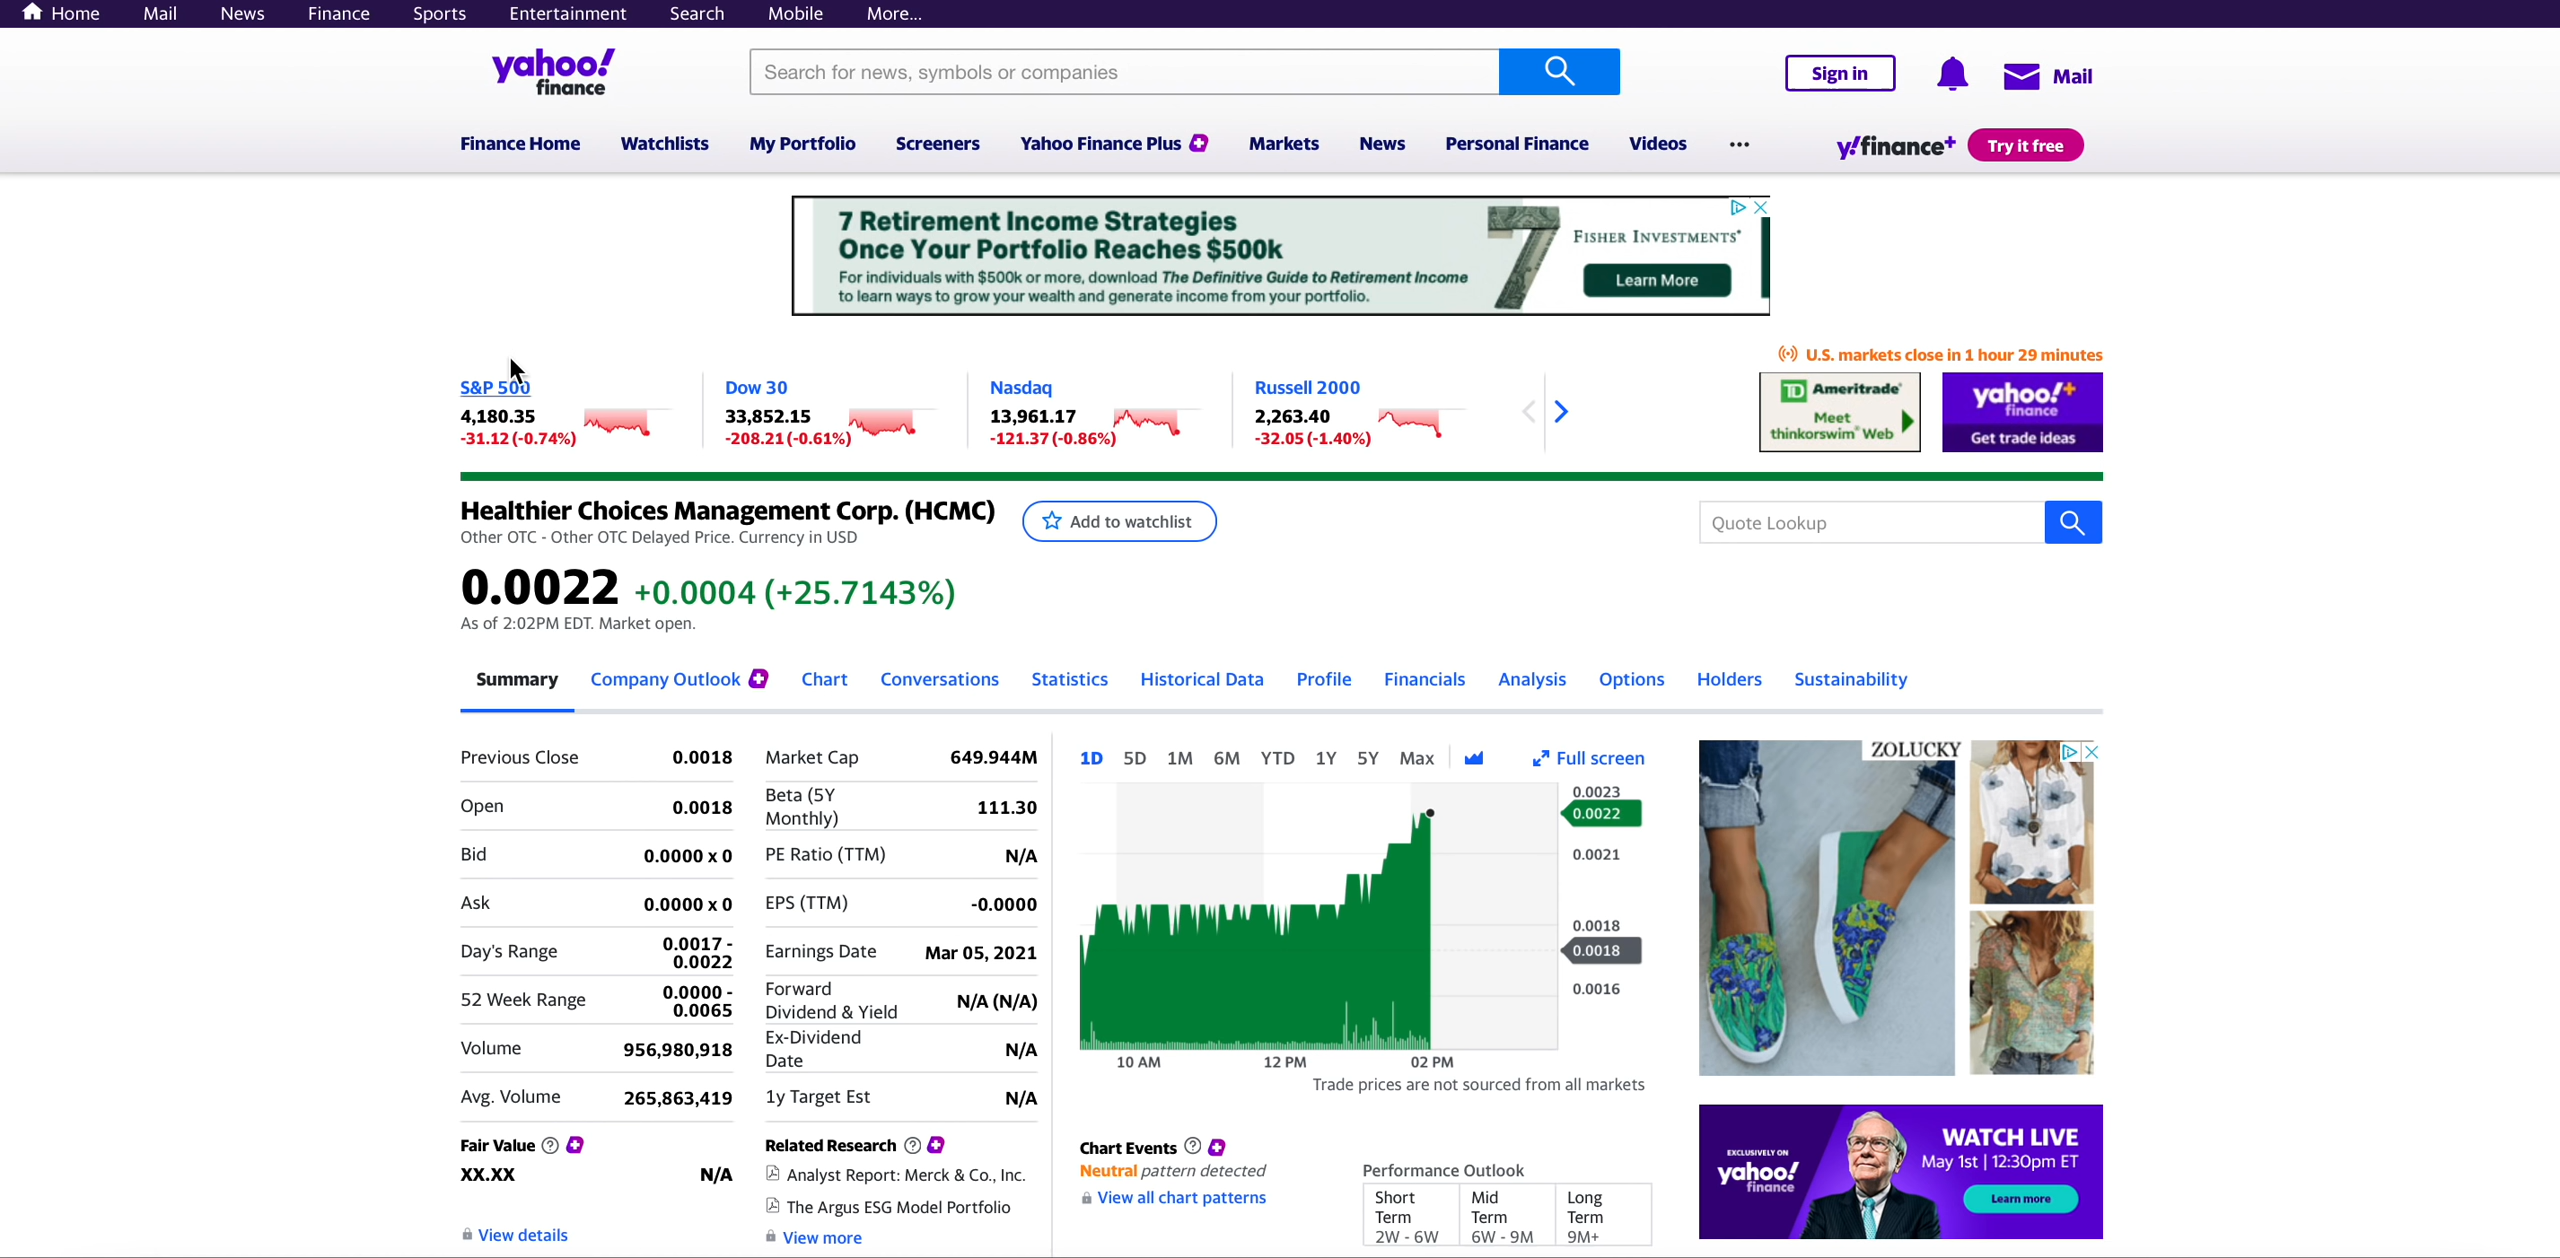 Home Mail News Finance Sports Entertainment Search Mobile More...
yahoo!
finance
Search for news, symbols or companies
Sign in
Mail
Finance Home Watchlists My Portfolio Screeners Yahoo Finance Plus Markets News Personal Finance Videos ...
y!finance+ Try it free
7 Retirement Income Strategies
Once Your Portfolio Reaches $500k
For individuals with $500k or more, download The Definitive Guide to Retirement Income
to learn ways to grow your wealth and generate income from your portfolio.
7
FISHER INVESTMENTS®
Learn More
U.S. markets close in 1 hour 29 minutes
S&P 500
4,180.35
-31.12 (-0.74%)
Dow 30
33,852.15
-208.21 (-0.61%)
Nasdaq
13,961.17
-121.37 (-0.86%)
Russell 2000
2,263.40
-32.05 (-1.40%)
TD Ameritrade®
Meet
thinkorswim® Web
yahoo!+
finance
Get trade ideas
Healthier Choices Management Corp. (HCMC)
Add to watchlist
Quote Lookup
Other OTC - Other OTC Delayed Price. Currency in USD
0.0022 +0.0004 (+25.7143%)
As of 2:02PM EDT. Market open.
Summary Company Outlook Chart Conversations Statistics Historical Data Profile Financials Analysis Options Holders Sustainability
Previous Close 0.0018
Open 0.0018
Bid 0.0000 x 0
Ask 0.0000 x 0
Day's Range 0.0017 -
0.0022
52 Week Range 0.0000 -
0.0065
Volume 956,980,918
Avg. Volume 265,863,419
Fair Value
XX.XX N/A
View details
Market Cap 649.944M
Beta (5Y
Monthly) 111.30
PE Ratio (TTM) N/A
EPS (TTM) -0.0000
Earnings Date Mar 05, 2021
Forward
Dividend & Yield N/A (N/A)
Ex-Dividend
Date N/A
1y Target Est N/A
Related Research
Analyst Report: Merck & Co., Inc.
The Argus ESG Model Portfolio
View more
1D 5D 1M 6M YTD 1Y 5Y Max Full screen
0.0023
0.0022
0.0021
0.0018
0.0018
0.0016
10 AM 12 PM 02 PM
Trade prices are not sourced from all markets
Chart Events
Neutral pattern detected
View all chart patterns
Performance Outlook
Short
Term
2W - 6W
Mid
Term
6W - 9M
Long
Term
9M+
ZOLUCKY
EXCLUSIVELY ON
yahoo!
finance
WATCH LIVE
May 1st | 12:30pm ET
Learn more